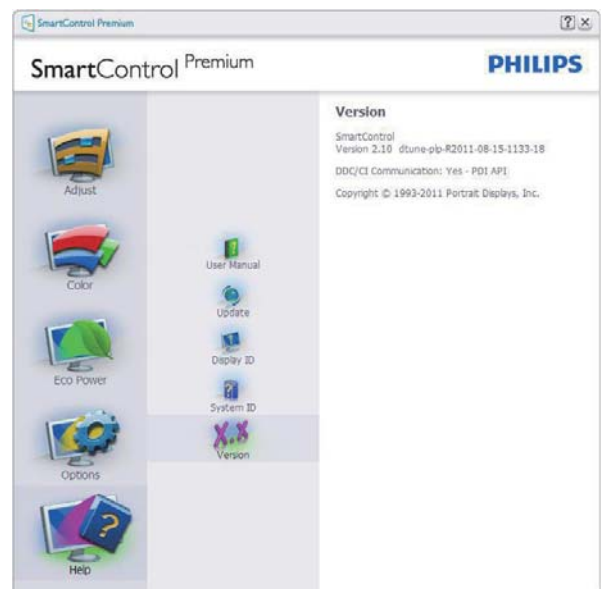 SmartControl Premium
? ×
SmartControl Premium
PHILIPS
Adjust
Color
Eco Power
Options
Help
User Manual
Update
Display ID
System ID
X.X
Version
Version
SmartControl
Version 2.10 dtune-plp-R2011-08-15-1133-18
DDC/CI Communication: Yes - PDI API
Copyright © 1993-2011 Portrait Displays, Inc.